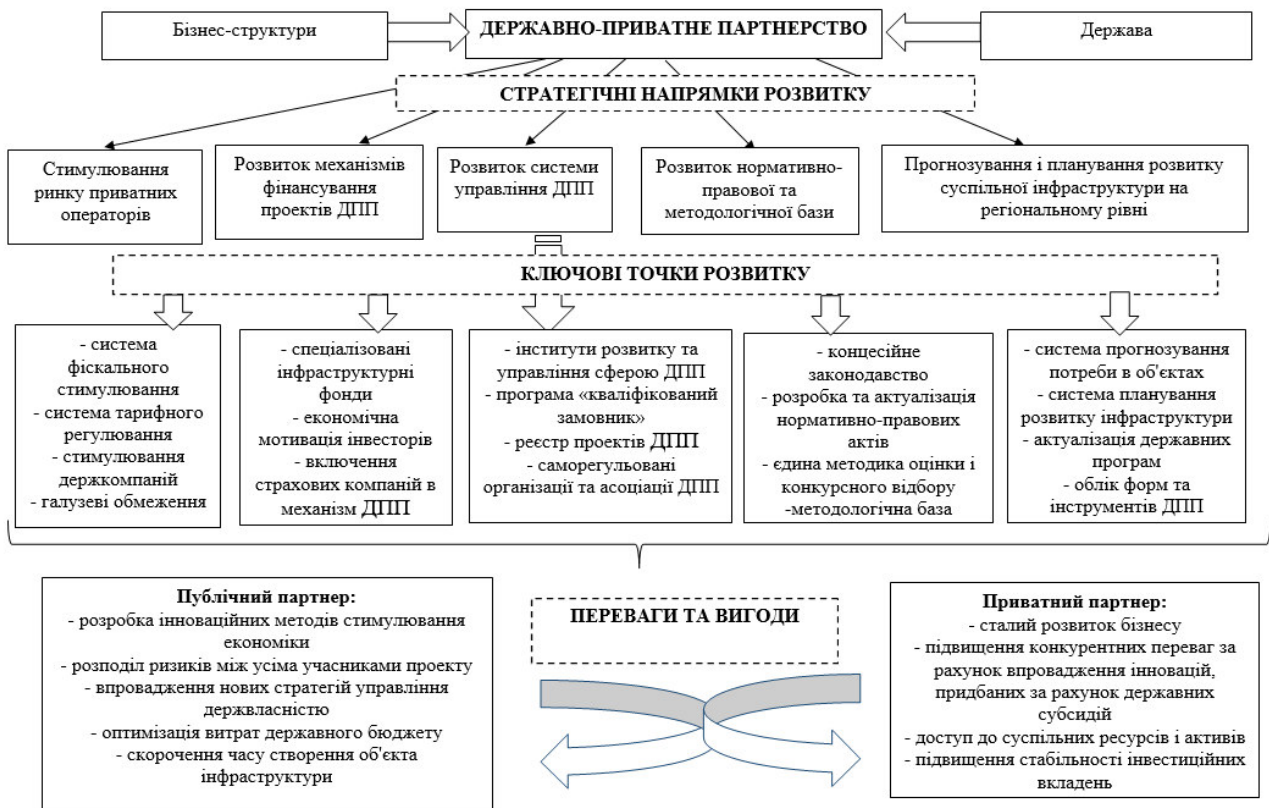 Бізнес-структури
ДЕРЖАВНО-ПРИВАТНЕ ПАРТНЕРСТВО
Держава
СТРАТЕГІЧНІ НАПРЯМКИ РОЗВИТКУ
Стимулювання
ринку приватних
операторів
Розвиток механізмів
фінансування
проектів ДПП
Розвиток системи
управління ДПП
Розвиток нормативно-
правової та
методологічної бази
Прогнозування і планування розвитку
суспільної інфраструктури на
регіональному рівні
КЛЮЧОВІ ТОЧКИ РОЗВИТКУ
- система
фіскального
стимулювання
- система тарифного
регулювання
- стимулювання
держкомпаній
- галузеві обмеження
- спеціалізовані
інфраструктурні
фонди
- економічна
мотивація інвесторів
- включення
страхових компаній в
механізм ДПП
- інститути розвитку та
управління сферою ДПП
- програма «кваліфікований
замовник»
- реєстр проектів ДПП
- саморегульовані
організації та асоціації ДПП
- концесійне
законодавство
- розробка та актуалізація
нормативно-правових
актів
- єдина методика оцінки і
конкурсного відбору
-методологічна база
- система прогнозування
потреби в об'єктах
- система планування
розвитку інфраструктури
- актуалізація державних
програм
- облік форм та
інструментів ДПП
Публічний партнер:
- розробка інноваційних методів стимулювання
економіки
- розподіл ризиків між усіма учасниками проекту
- впровадження нових стратегій управління
держвласністю
- оптимізація витрат державного бюджету
- скорочення часу створення об'єкта
інфраструктури
ПЕРЕВАГИ ТА ВИГОДИ
Приватний партнер:
- сталий розвиток бізнесу
- підвищення конкурентних переваг за
рахунок впровадження інновацій,
придбаних за рахунок державних
субсидій
- доступ до суспільних ресурсів і активів
- підвищення стабільності інвестиційних
вкладень